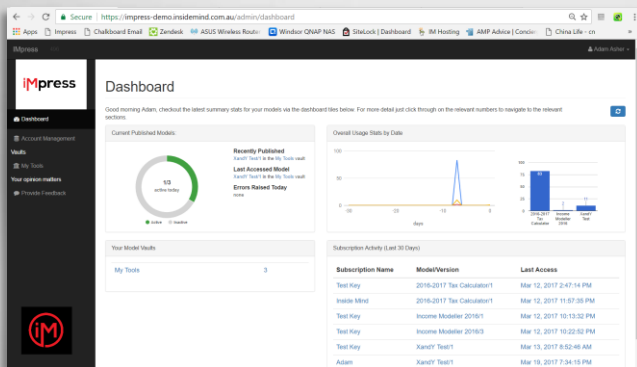 Secure | https://impress-demo.insidemind.com.au/admin/dashboard
Apps Impress Chalkboard Email Zendesk ASUS Wireless Route Windsor QNAP NAS SiteLock | Dashboard IM Hosting AMP Advice | Concie China Life - cn »
IMpress
Adam Asher
iMpress
Dashboard
Account Management
Vaults
My Tools
Your opinion matters
Provide Feedback
iM
Dashboard
Good morning Adam, checkout the latest summary stats for your models via the dashboard tiles below. For more detail just click through on the relevant numbers to navigate to the relevant
sections
Current Published Models
1/3
active today
Active Inactive
Recently Published
XandY Test/1 in the My Tools vault
Last Accessed Model
XandY Test/1 in the My Tools vault
Errors Raised Today
none
Overall Usage Stats by Date
100
50
0
-30 -20 -10 0
days
100
75
50
25
0
83
2016-2017 Tax Calculator
Income Modeller 2016
XandY Test
Your Model Vaults
My Tools 3
Subscription Activity (Last 30 Days)
Subscription Name Model/Version Last Access
Test Key 2016-2017 Tax Calculator/1 Mar 12, 2017 2:47:14 PM
Inside Mind 2016-2017 Tax Calculator/1 Mar 12, 2017 11:57:35 PM
Test Key Income Modeller 2016/1 Mar 12, 2017 10:13:32 PM
Test Key Income Modeller 2016/3 Mar 12, 2017 10:22:52 PM
Test Key XandY Test/1 Mar 13, 2017 8:52:46 AM
Adam XandY Test/1 Mar 19, 2017 7:34:15 PM